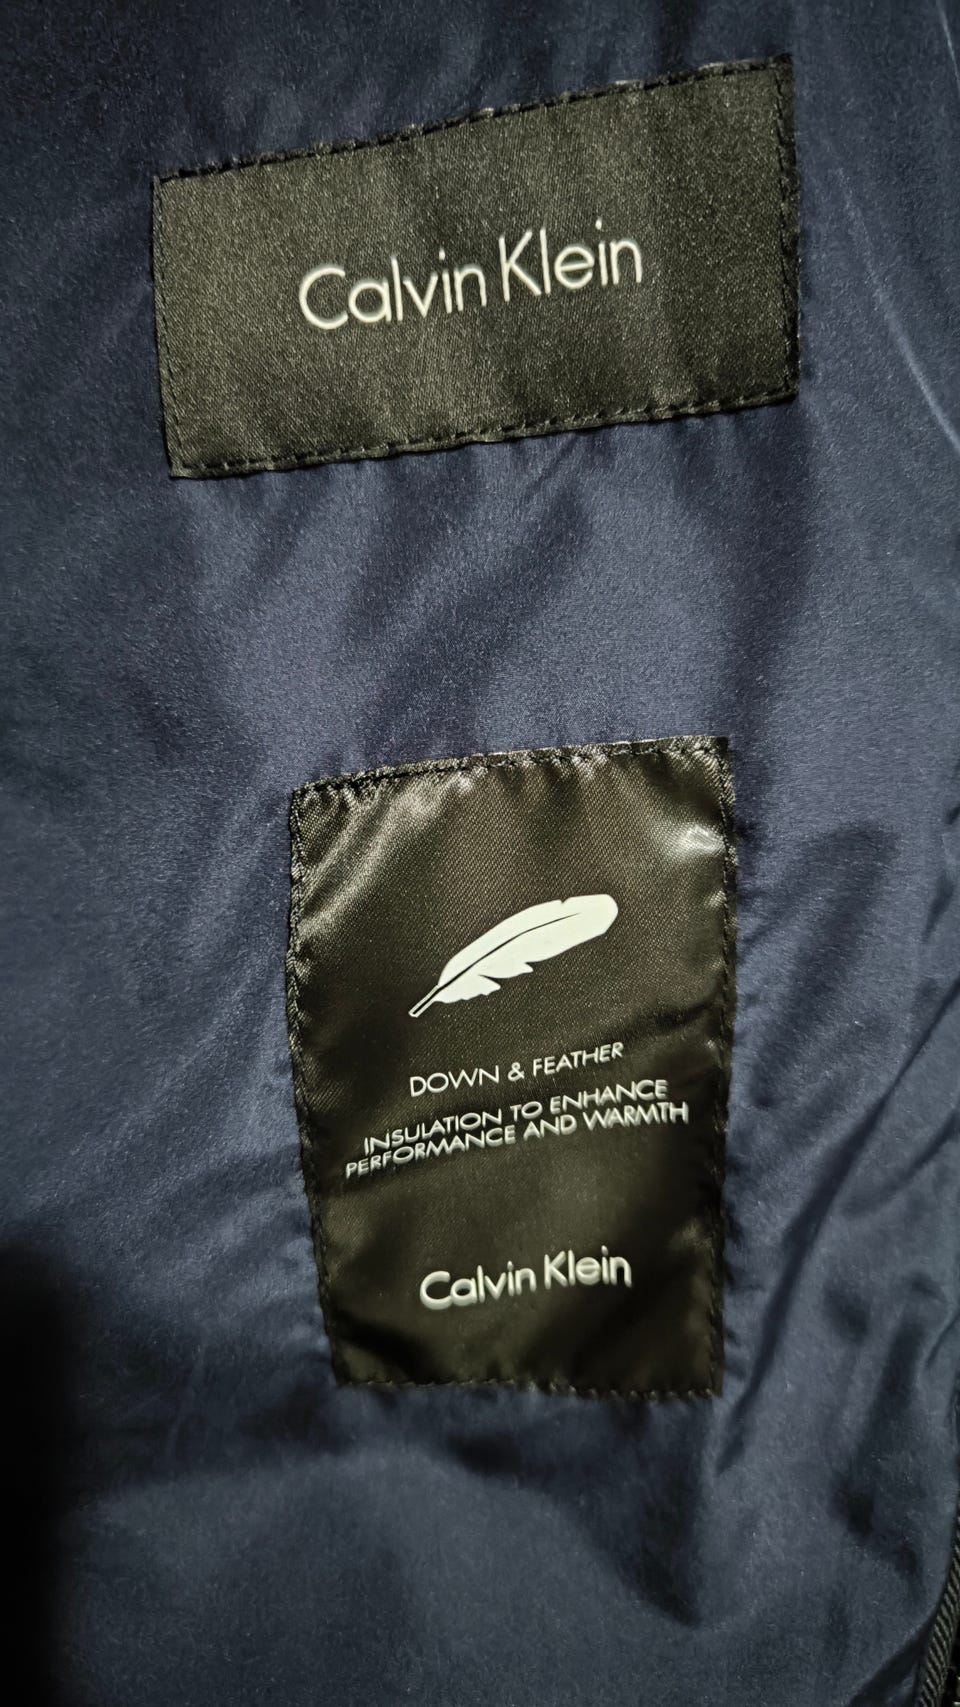 Calvin Klein
DOWN & FEATHER
INSULATION TO ENHANCE
PERFORMANCE AND WARMTH
Calvin Klein